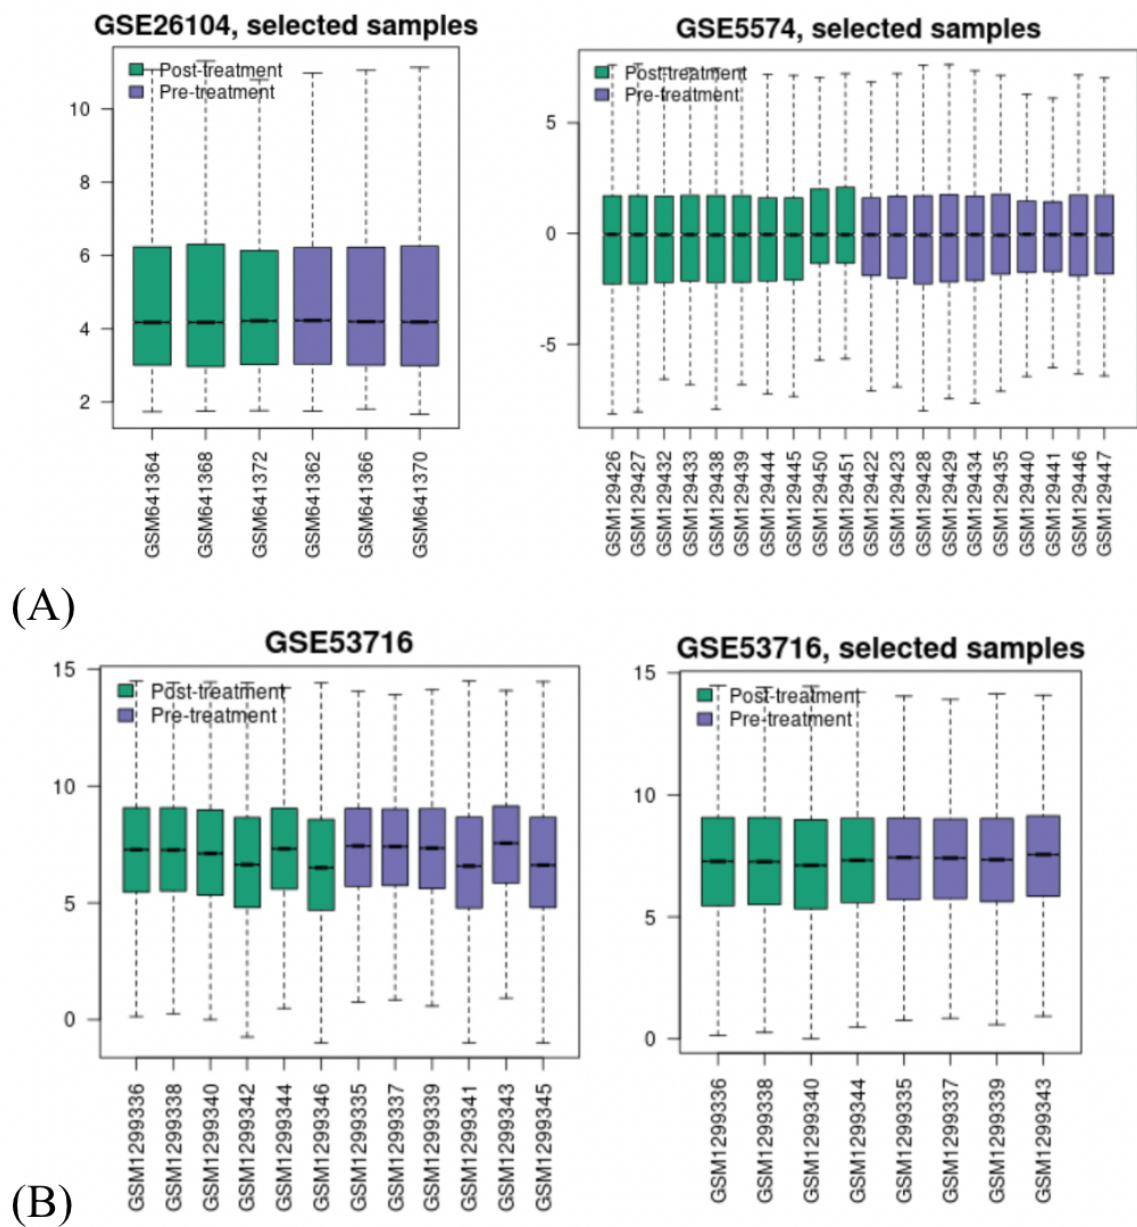 GSE26104, selected samples
Post-treatment
Pre-treatment
10
8
6
4
2
GSM641364
GSM641368
GSM641372
GSM641362
GSM641366
GSM641370
GSE5574, selected samples
Post-treatment
Pre-treatment
5
0
-5
GSM129426
GSM129427
GSM129432
GSM129433
GSM129438
GSM129439
GSM129444
GSM129445
GSM129450
GSM129451
GSM129422
GSM129423
GSM129428
GSM129429
GSM129434
GSM129435
GSM129440
GSM129441
GSM129446
GSM129447
(A)
GSE53716
Post-treatment
Pre-treatment
15
10
5
0
GSM1299336
GSM1299338
GSM1299340
GSM1299342
GSM1299344
GSM1299346
GSM1299335
GSM1299337
GSM1299339
GSM1299341
GSM1299343
GSM1299345
GSE53716, selected samples
Post-treatment
Pre-treatment
15
10
5
0
GSM1299336
GSM1299338
GSM1299340
GSM1299344
GSM1299335
GSM1299337
GSM1299339
GSM1299343
(B)